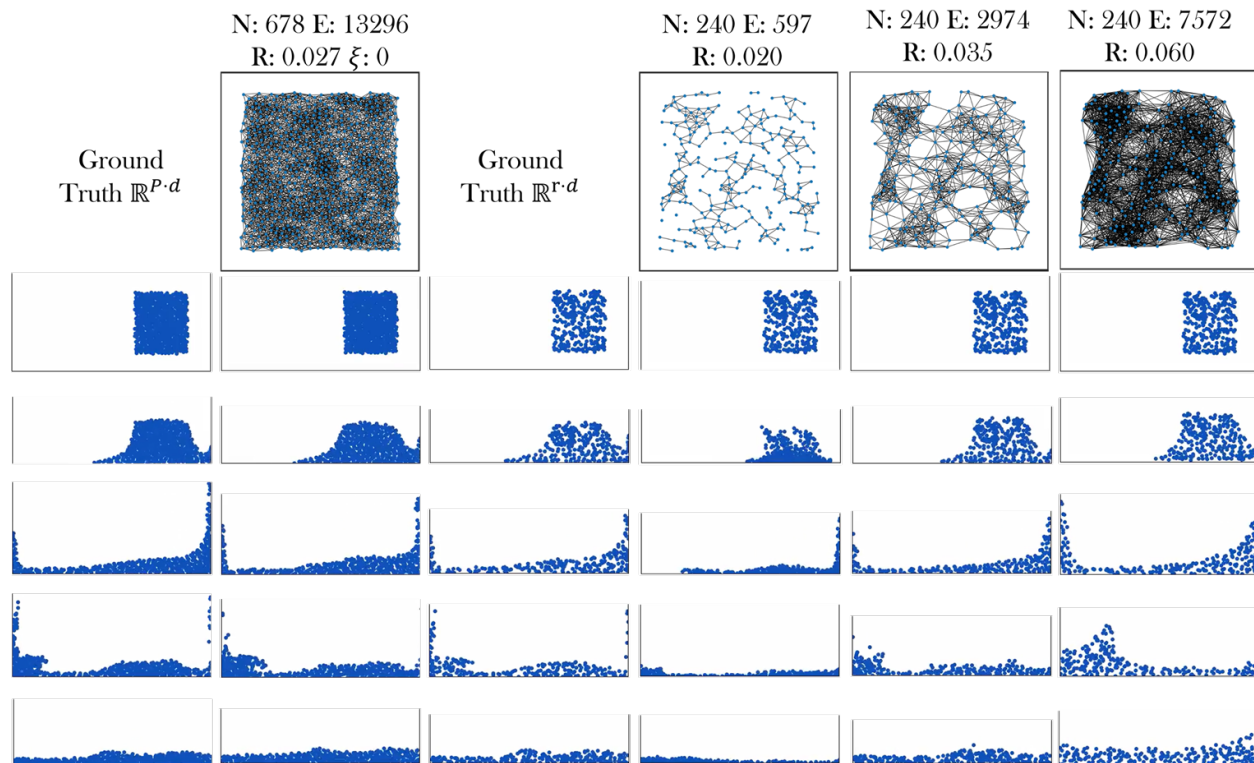 N: 678 E: 13296
R: 0.027 ξ: 0
N: 240 E: 597
R: 0.020
N: 240 E: 2974
R: 0.035
N: 240 E: 7572
R: 0.060
Ground
Truth ℝ^{P·d}
Ground
Truth ℝ^{r·d}